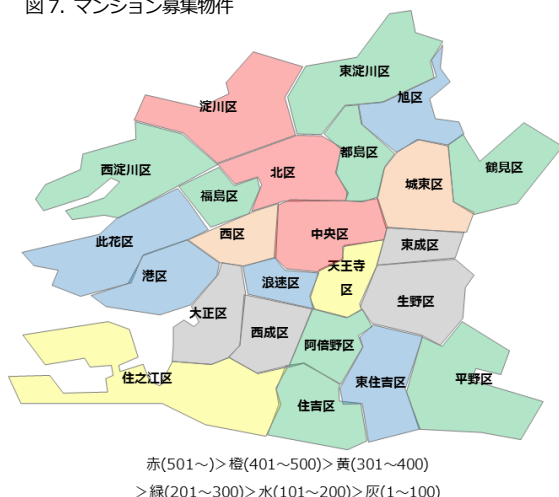 図 7. マンション募集物件
東淀川区
旭区
淀川区
都島区
鶴見区
西淀川区
北区
城東区
福島区
此花区
西区
中央区
東成区
天王寺
区
港区
浪速区
生野区
大正区
西成区
阿倍野区
住之江区
東住吉区
平野区
住吉区
赤(501～)＞橙(401～500)＞黄(301～400)
＞緑(201～300)＞水(101～200)＞灰(1～100)